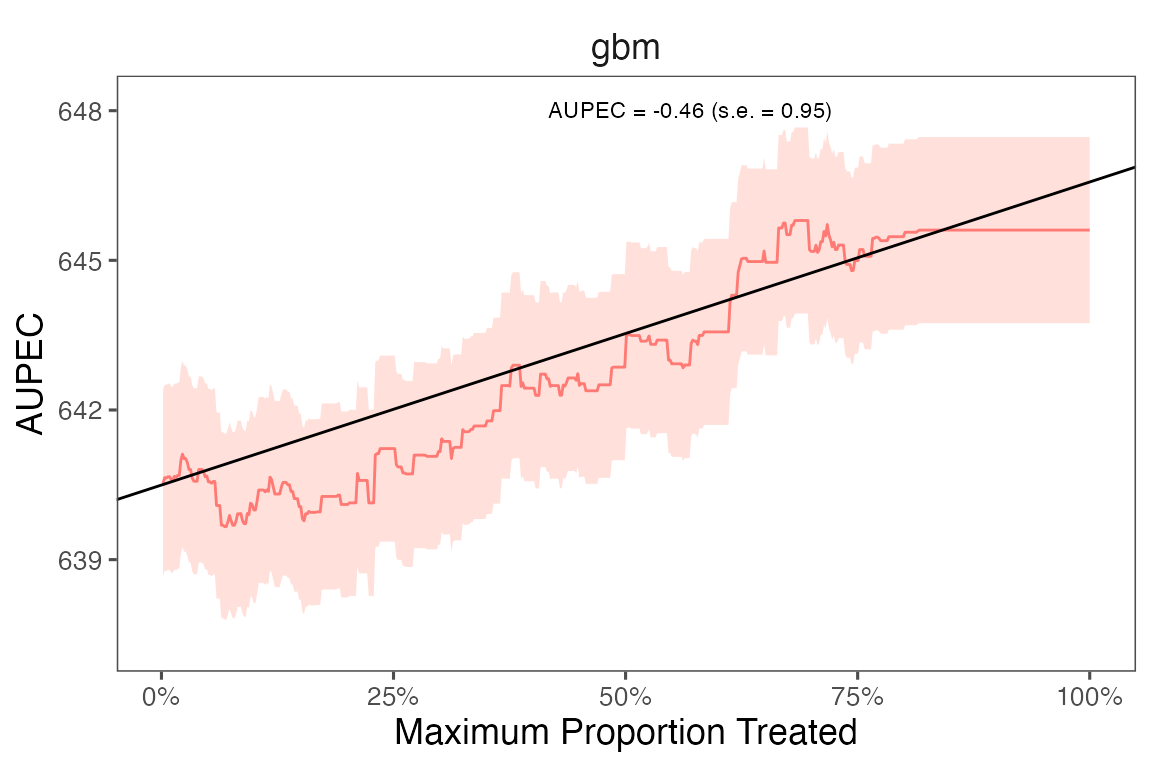 gbm
AUPEC = -0.46 (s.e. = 0.95)
648
645
642
639
AUPEC
0% 25% 50% 75% 100%
Maximum Proportion Treated